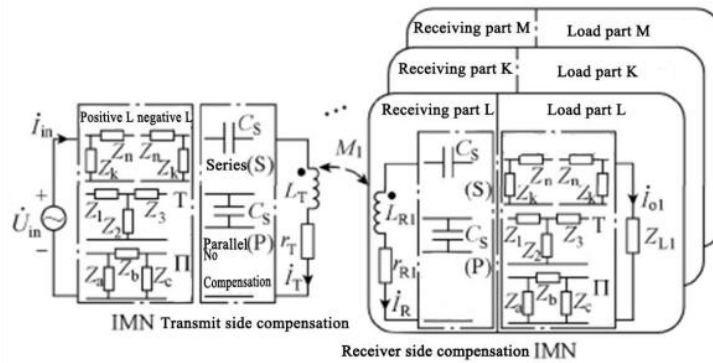 Receiving part M
Load part M
Receiving part K
Load part K
Receiving part L
Load part L
Positive L negative L
İin
Zn
Zn
Zk
Zk
Z1
Z2
Z3
T
Za
Zb
Zc
Π
U̇in
+
−
CS
Series(S)
CS
Parallel(P)
No
Compensation
LT
rT
İT
M1
...
LR1
rR1
İR
CS
(S)
CS
(P)
Zn
Zn
Zk
Zk
Z1
Z2
Z3
T
Za
Zb
Zc
Π
İo1
ZL1
IMN Transmit side compensation
Receiver side compensation IMN